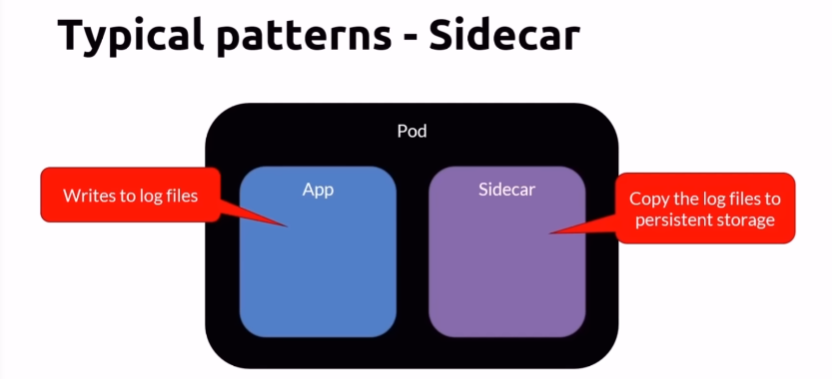 Typical patterns - Sidecar
Pod
Writes to log files
App
Sidecar
Copy the log files to
persistent storage